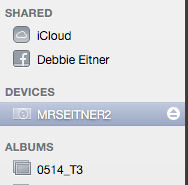 SHARED
iCloud
Debbie Eitner
DEVICES
MRSEITNER2
ALBUMS
0514_T3